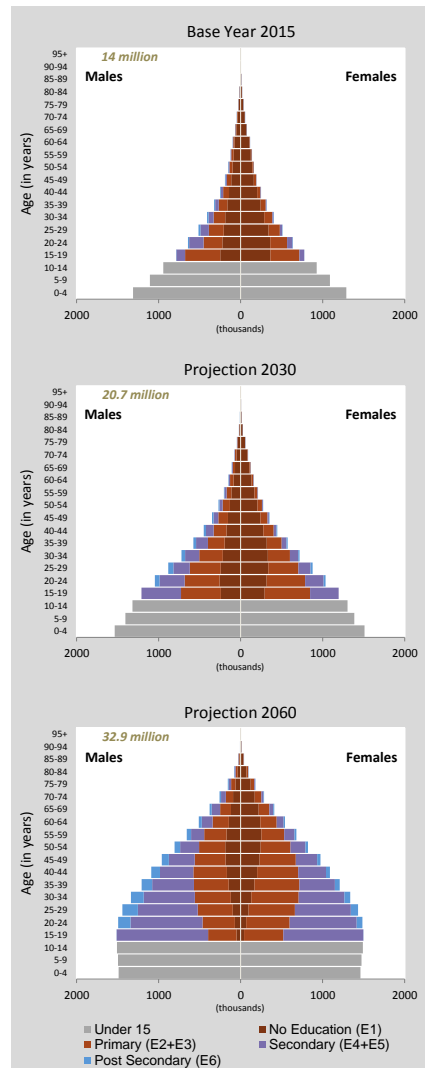 Base Year 2015
14 million
Males
Females
Age (in years)
95+
90-94
85-89
80-84
75-79
70-74
65-69
60-64
55-59
50-54
45-49
40-44
35-39
30-34
25-29
20-24
15-19
10-14
5-9
0-4
2000 1000 0 1000 2000
(thousands)
Projection 2030
20.7 million
Males
Females
Age (in years)
95+
90-94
85-89
80-84
75-79
70-74
65-69
60-64
55-59
50-54
45-49
40-44
35-39
30-34
25-29
20-24
15-19
10-14
5-9
0-4
2000 1000 0 1000 2000
(thousands)
Projection 2060
32.9 million
Males
Females
Age (in years)
95+
90-94
85-89
80-84
75-79
70-74
65-69
60-64
55-59
50-54
45-49
40-44
35-39
30-34
25-29
20-24
15-19
10-14
5-9
0-4
2000 1000 0 1000 2000
(thousands)
Under 15 No Education (E1)
Primary (E2+E3) Secondary (E4+E5)
Post Secondary (E6)